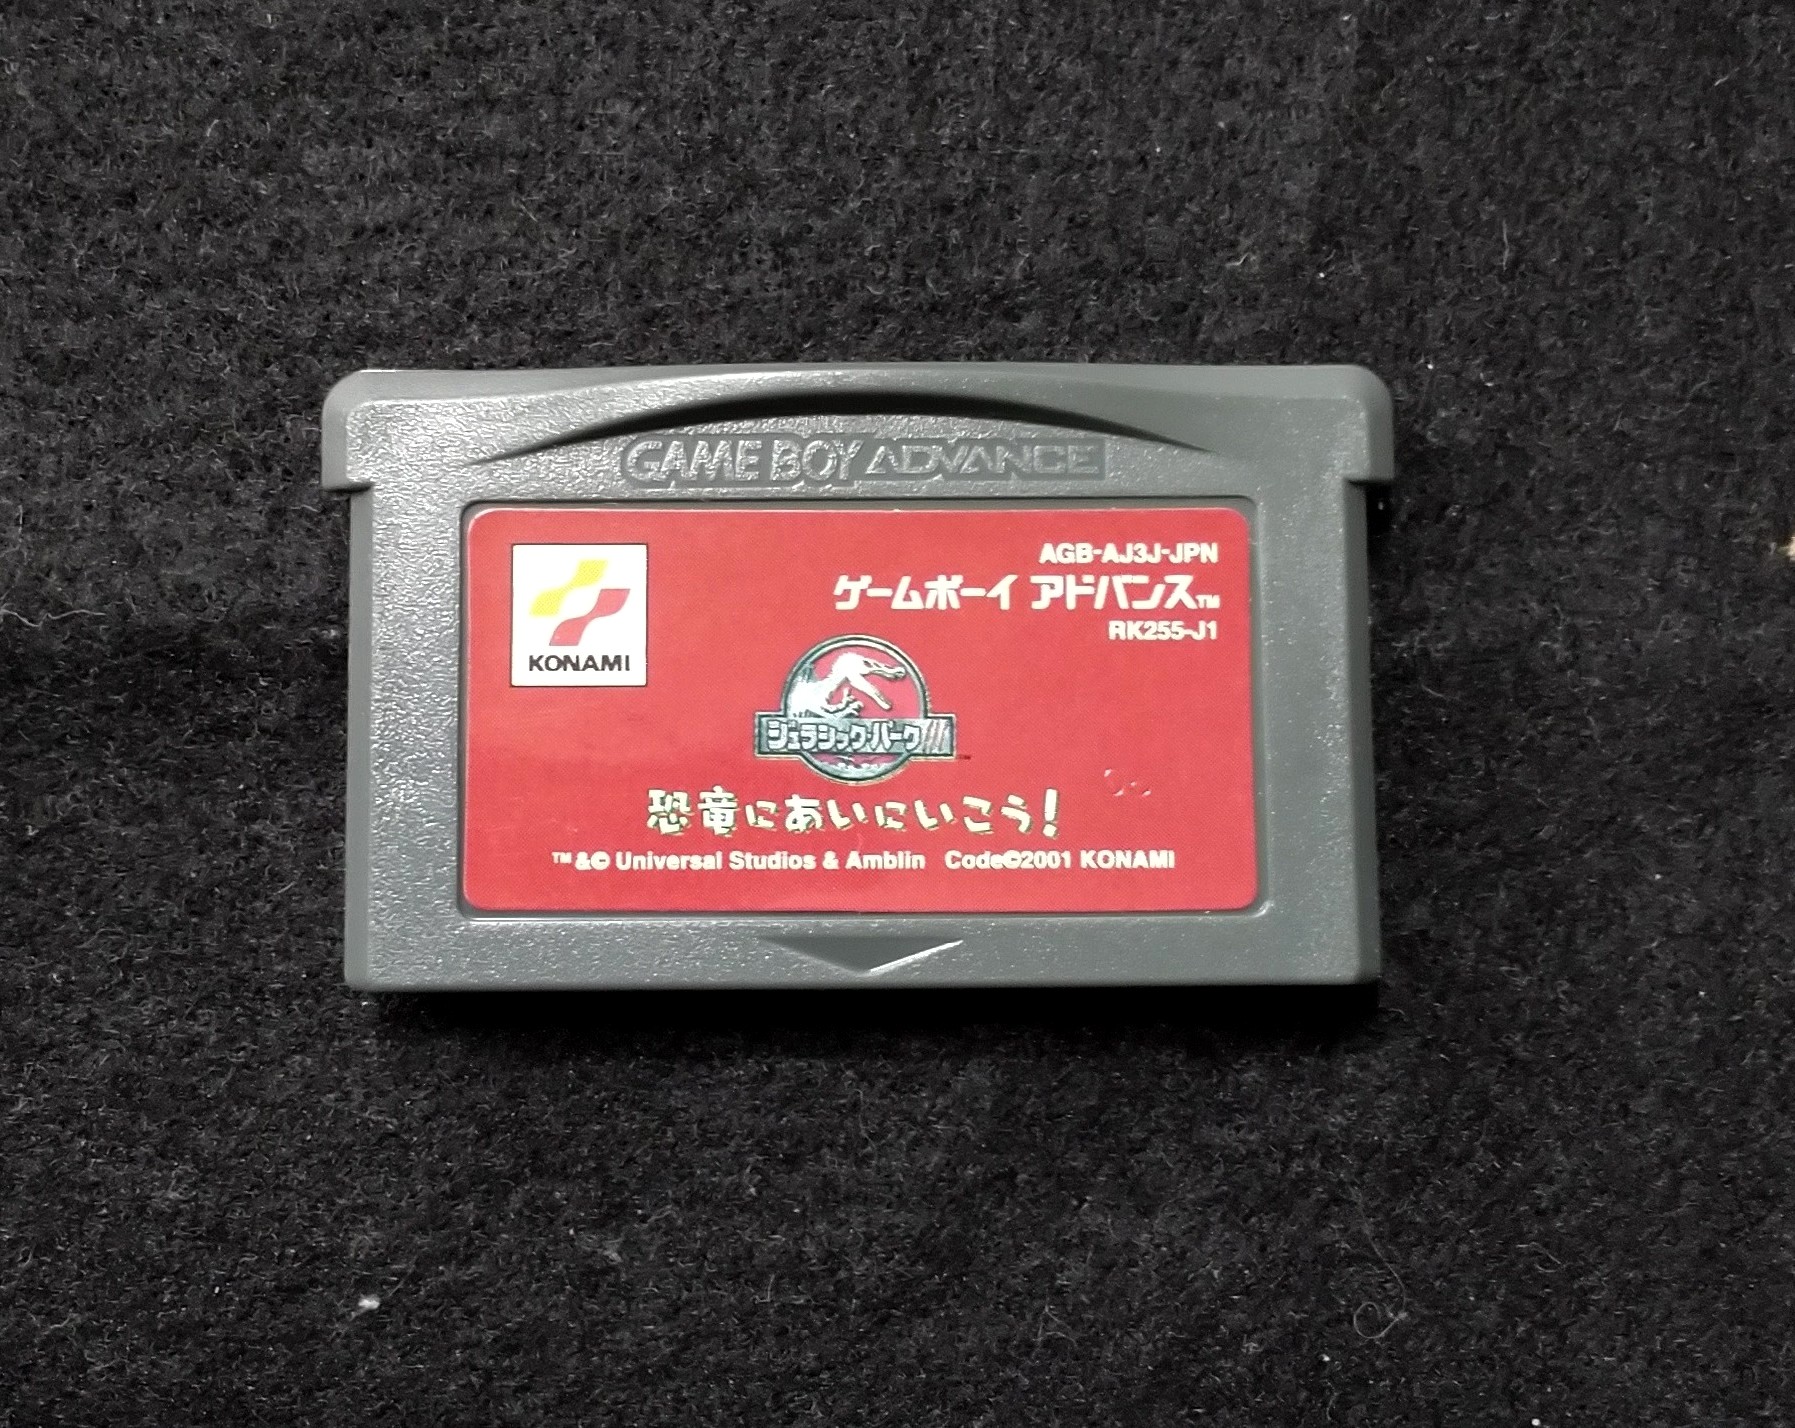 GAME BOY ADVANCE
KONAMI
AGB-AJ3J-JPN
ゲームボーイ アドバンス™
RK255-J1
ジュラシック・パークIII
恐竜にあいにいこう!
™&© Universal Studios & Amblin Code©2001 KONAMI